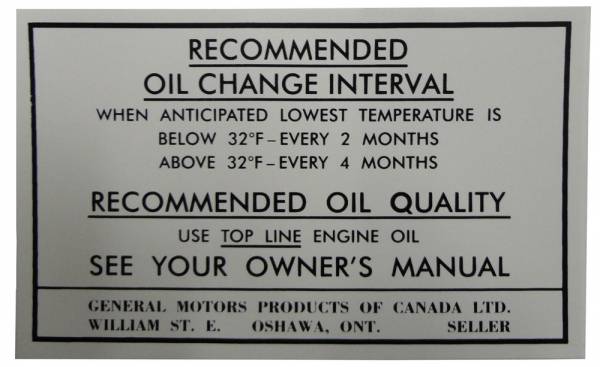 RECOMMENDED
OIL CHANGE INTERVAL
WHEN ANTICIPATED LOWEST TEMPERATURE IS
BELOW 32°F-EVERY 2 MONTHS
ABOVE 32°F-EVERY 4 MONTHS
RECOMMENDED OIL QUALITY
USE TOP LINE ENGINE OIL
SEE YOUR OWNER'S MANUAL
GENERAL MOTORS PRODUCTS OF CANADA LTD.
WILLIAM ST. E. OSHAWA, ONT. SELLER